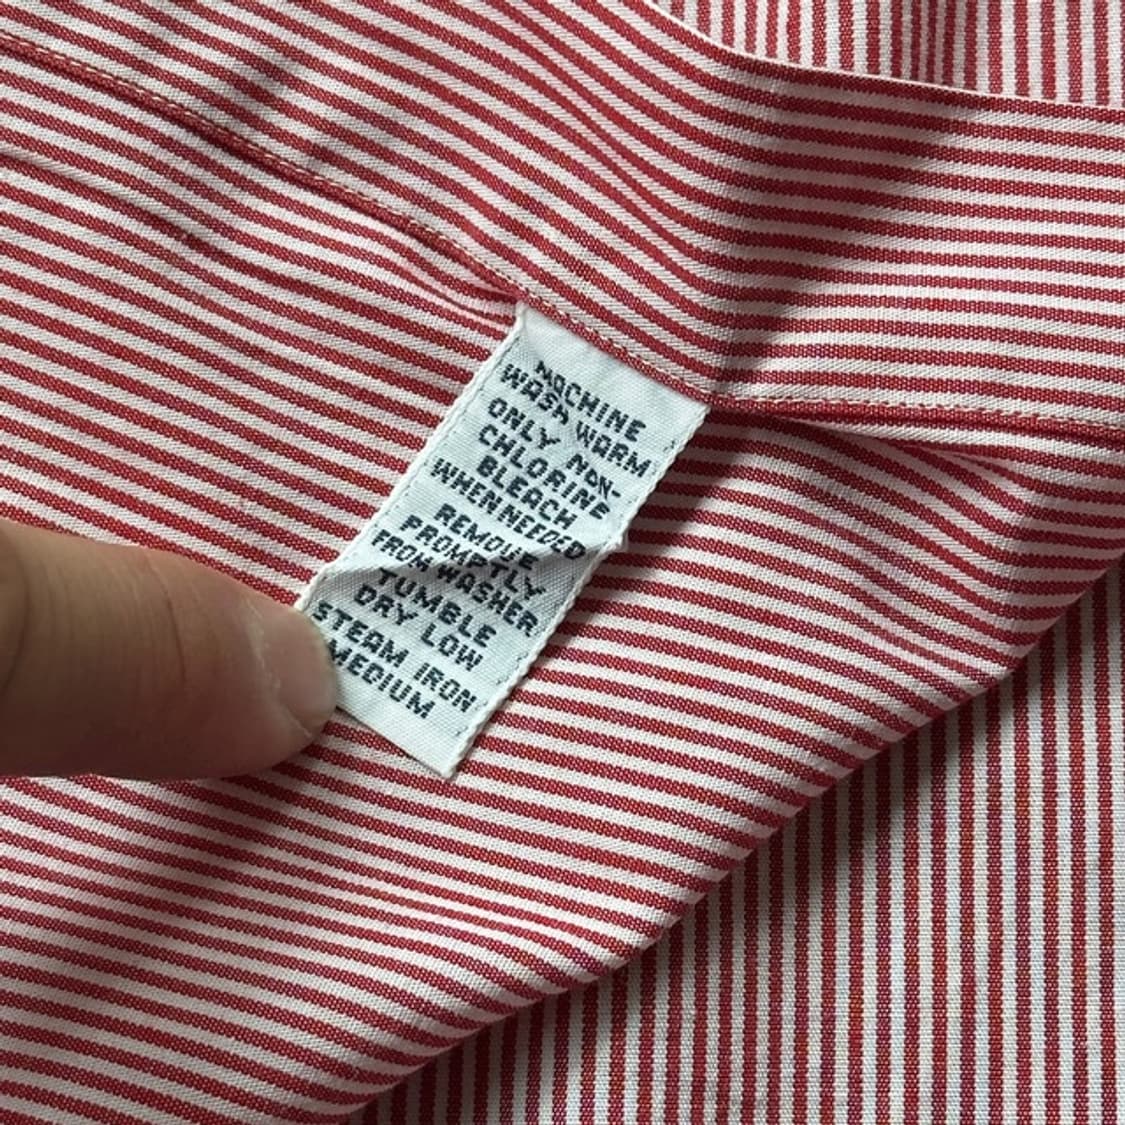 MACHINE
WASH WARM
ONLY NON-
CHLORINE
BLEACH
WHEN NEEDED
REMOVE
PROMPTLY
FROM WASHER
TUMBLE
DRY LOW
STEAM IRON
MEDIUM